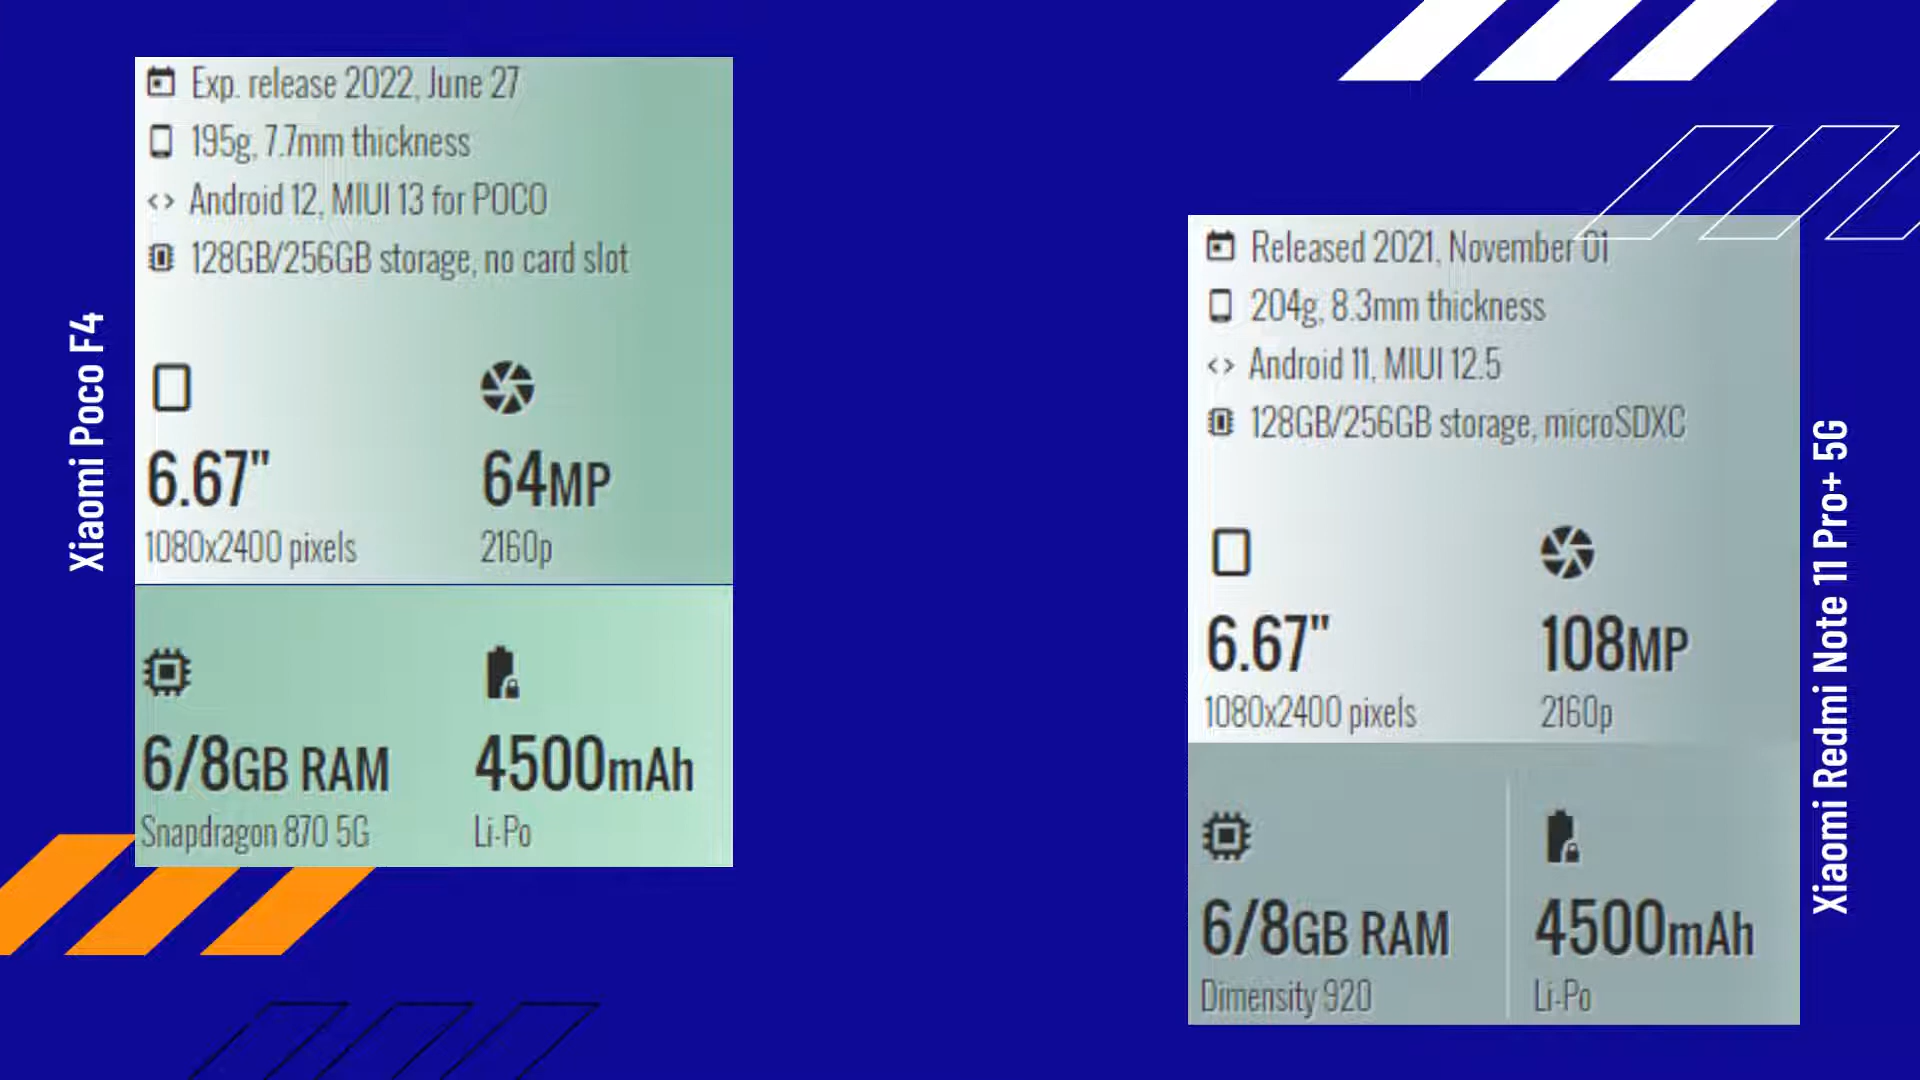 Xiaomi Poco F4
Exp. release 2022, June 27
195g, 7.7mm thickness
Android 12, MIUI 13 for POCO
128GB/256GB storage, no card slot
6.67"
1080x2400 pixels
64MP
2160p
6/8GB RAM
Snapdragon 870 5G
4500mAh
Li-Po
Released 2021, November 01
204g, 8.3mm thickness
Android 11, MIUI 12.5
128GB/256GB storage, microSDXC
6.67"
1080x2400 pixels
108MP
2160p
6/8GB RAM
Dimensity 920
4500mAh
Li-Po
Xiaomi Redmi Note 11 Pro+ 5G